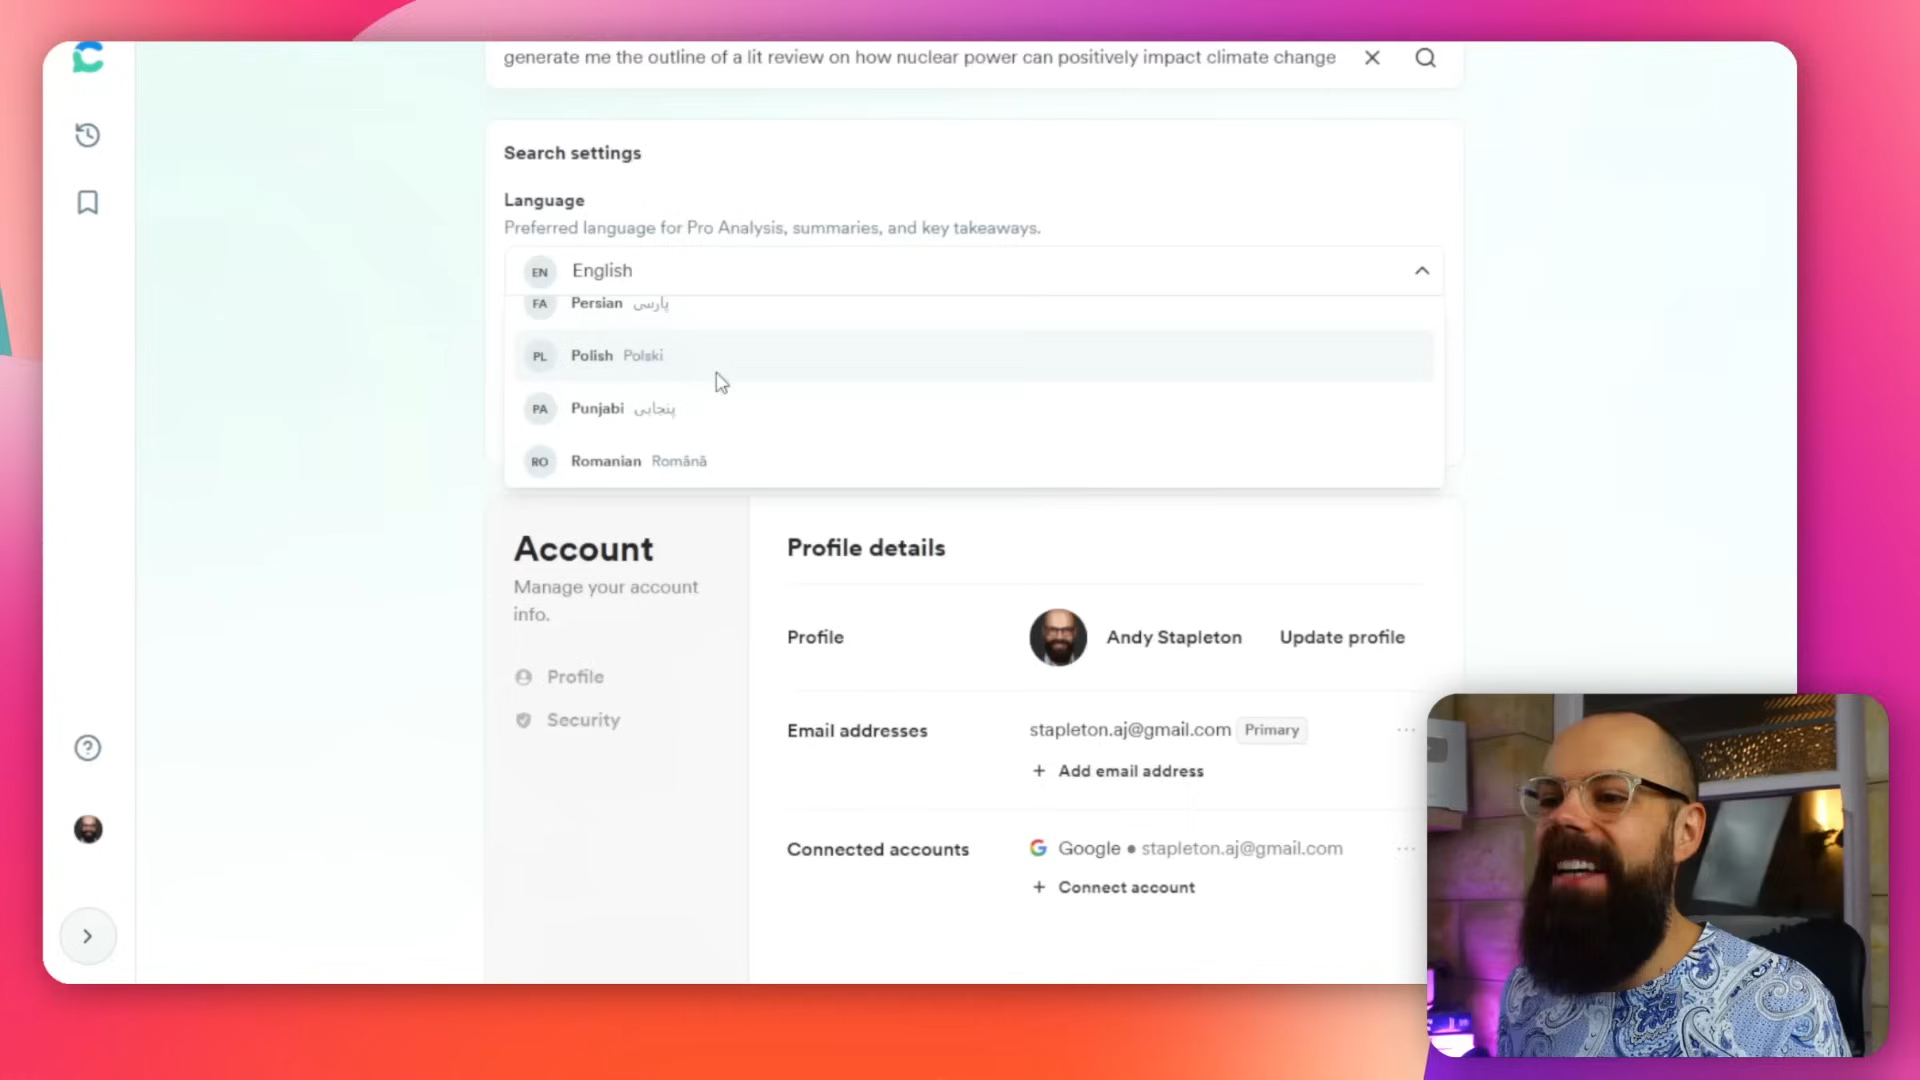 generate me the outline of a lit review on how nuclear power can positively impact climate change
Search settings
Language
Preferred language for Pro Analysis, summaries, and key takeaways.
EN English
FA Persian پارسی
PL Polish Polski
PA Punjabi پنجابی
RO Romanian Română
Account
Manage your account
info.
Profile
Security
Profile details
Profile Andy Stapleton Update profile
Email addresses stapleton.aj@gmail.com Primary
+ Add email address
Connected accounts Google • stapleton.aj@gmail.com
+ Connect account